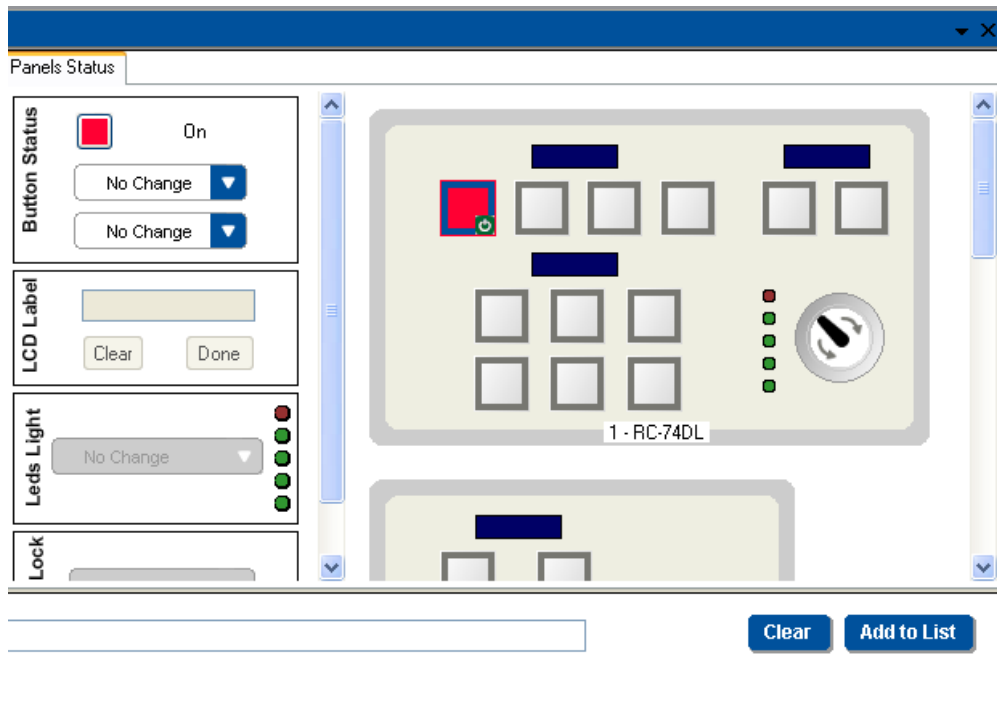 Panels Status
Button Status
On
No Change
No Change
LCD Label
Clear
Done
Leds Light
No Change
Lock
1 - RC-74DL
Clear
Add to List